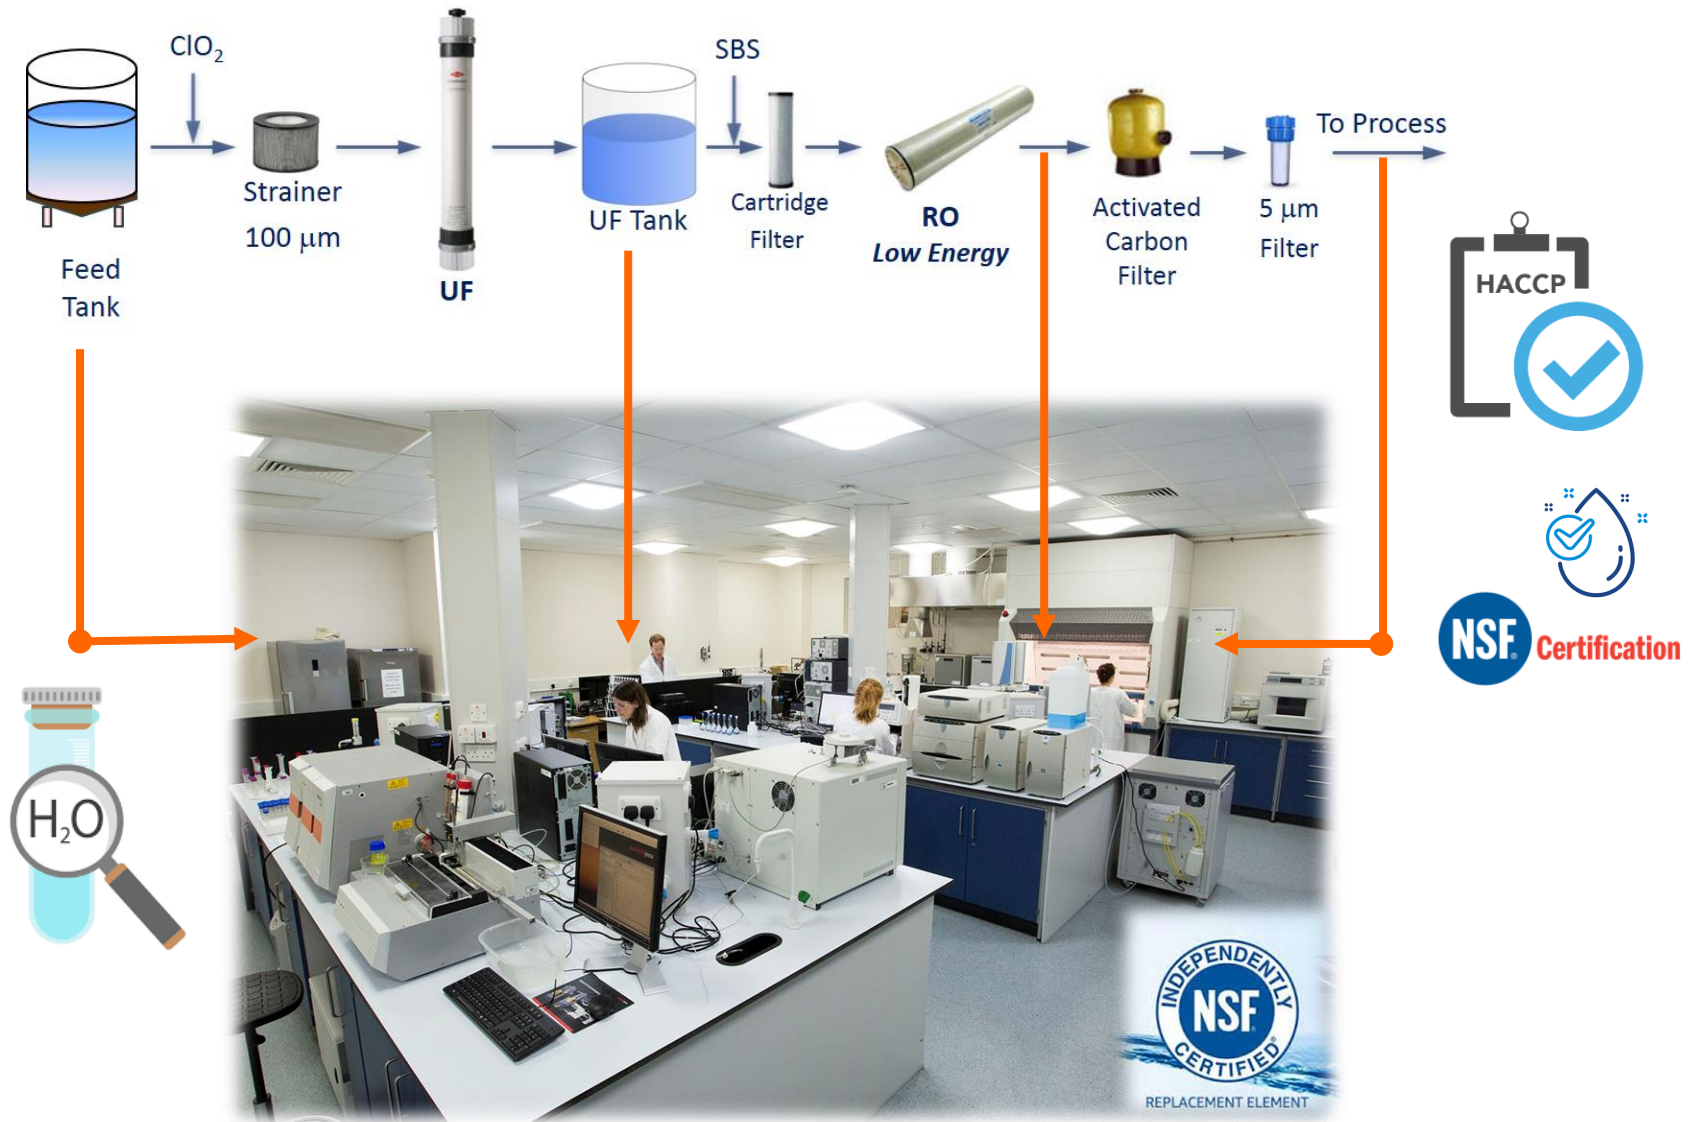 ClO₂
SBS
To Process
Strainer
100 µm
UF Tank
Cartridge
Filter
RO
Low Energy
Activated
Carbon
Filter
5 µm
Filter
Feed
Tank
UF
HACCP
NSF. Certification
H₂O
INDEPENDENTLY
NSF.
CERTIFIED
REPLACEMENT ELEMENT